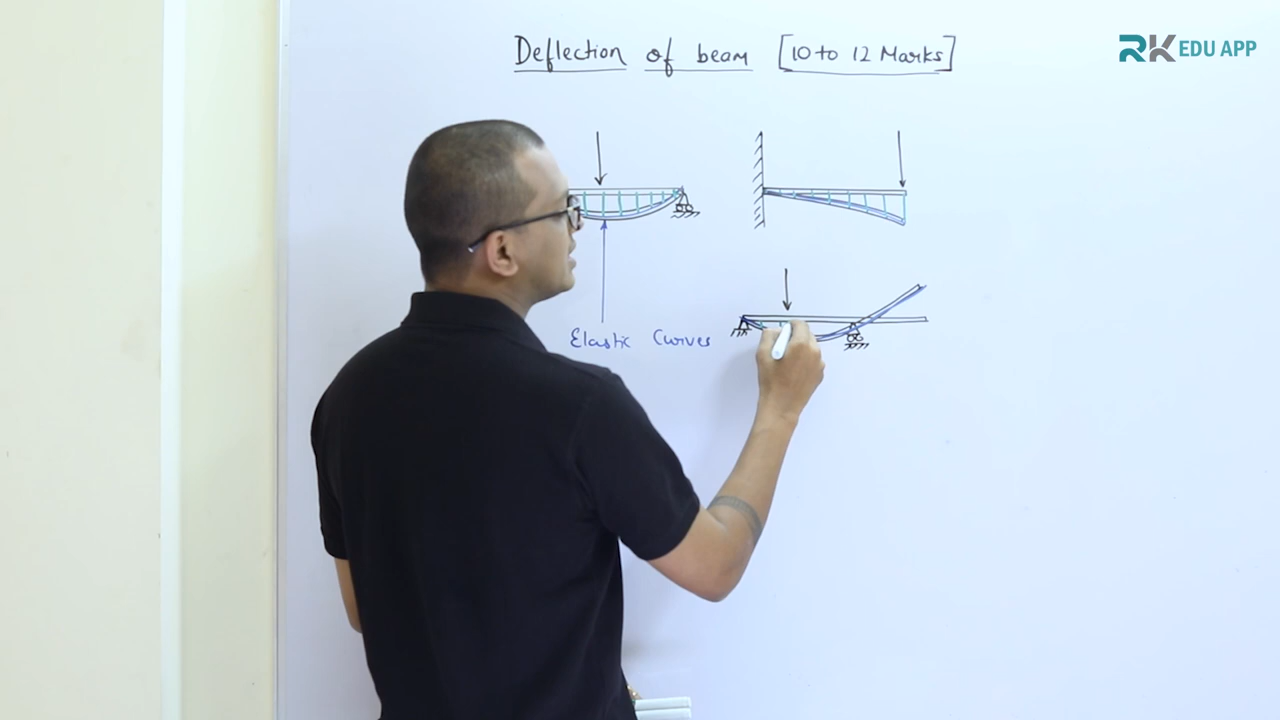 Deflection of beam [10 to 12 Marks]
RK EDU APP
Elastic Curves